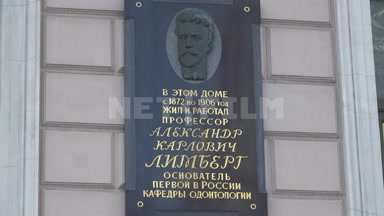 В ЭТОМ ДОМЕ
с 1872 по 1906 год
ЖИЛ И РАБОТАЛ
ПРОФЕССОР
АЛЕКСАНДР
КАРЛОВИЧ
ЛИМБЕРГ
ОСНОВАТЕЛЬ
ПЕРВОЙ В РОССИИ
КАФЕДРЫ ОДОНТОЛОГИИ